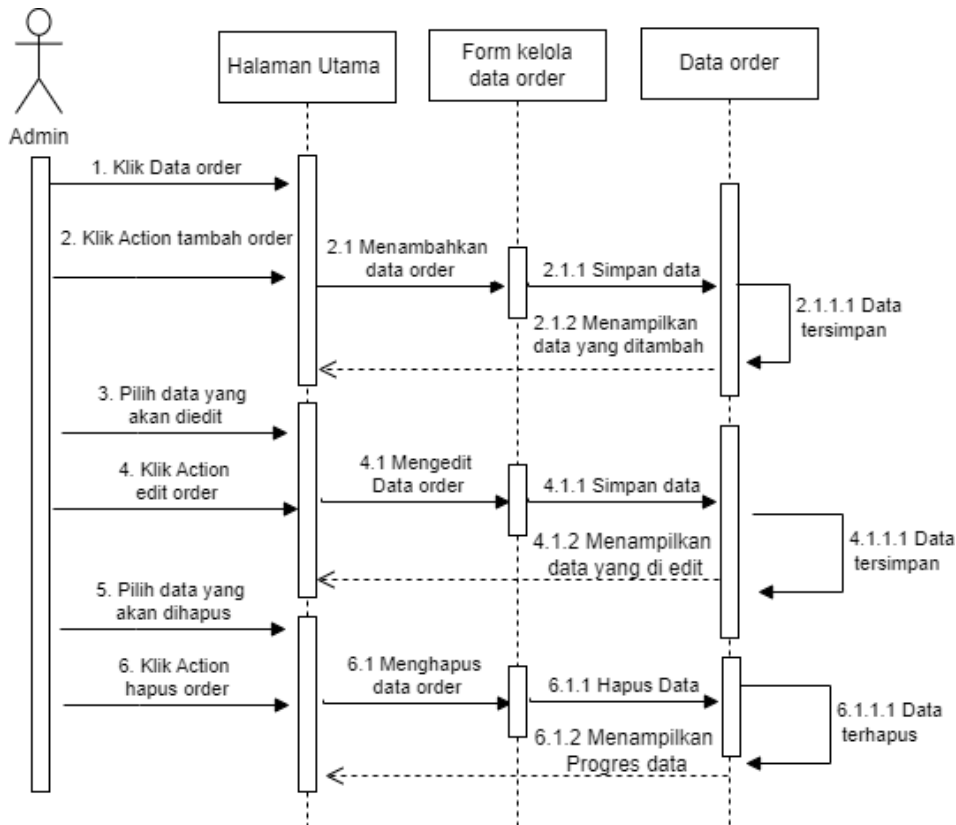 Admin
Halaman Utama
Form kelola
data order
Data order
1. Klik Data order
2. Klik Action tambah order
2.1 Menambahkan
data order
2.1.1 Simpan data
2.1.1.1 Data
tersimpan
2.1.2 Menampilkan
data yang ditambah
3. Pilih data yang
akan diedit
4. Klik Action
edit order
4.1 Mengedit
Data order
4.1.1 Simpan data
4.1.1.1 Data
tersimpan
4.1.2 Menampilkan
data yang di edit
5. Pilih data yang
akan dihapus
6. Klik Action
hapus order
6.1 Menghapus
data order
6.1.1 Hapus Data
6.1.1.1 Data
terhapus
6.1.2 Menampilkan
Progres data